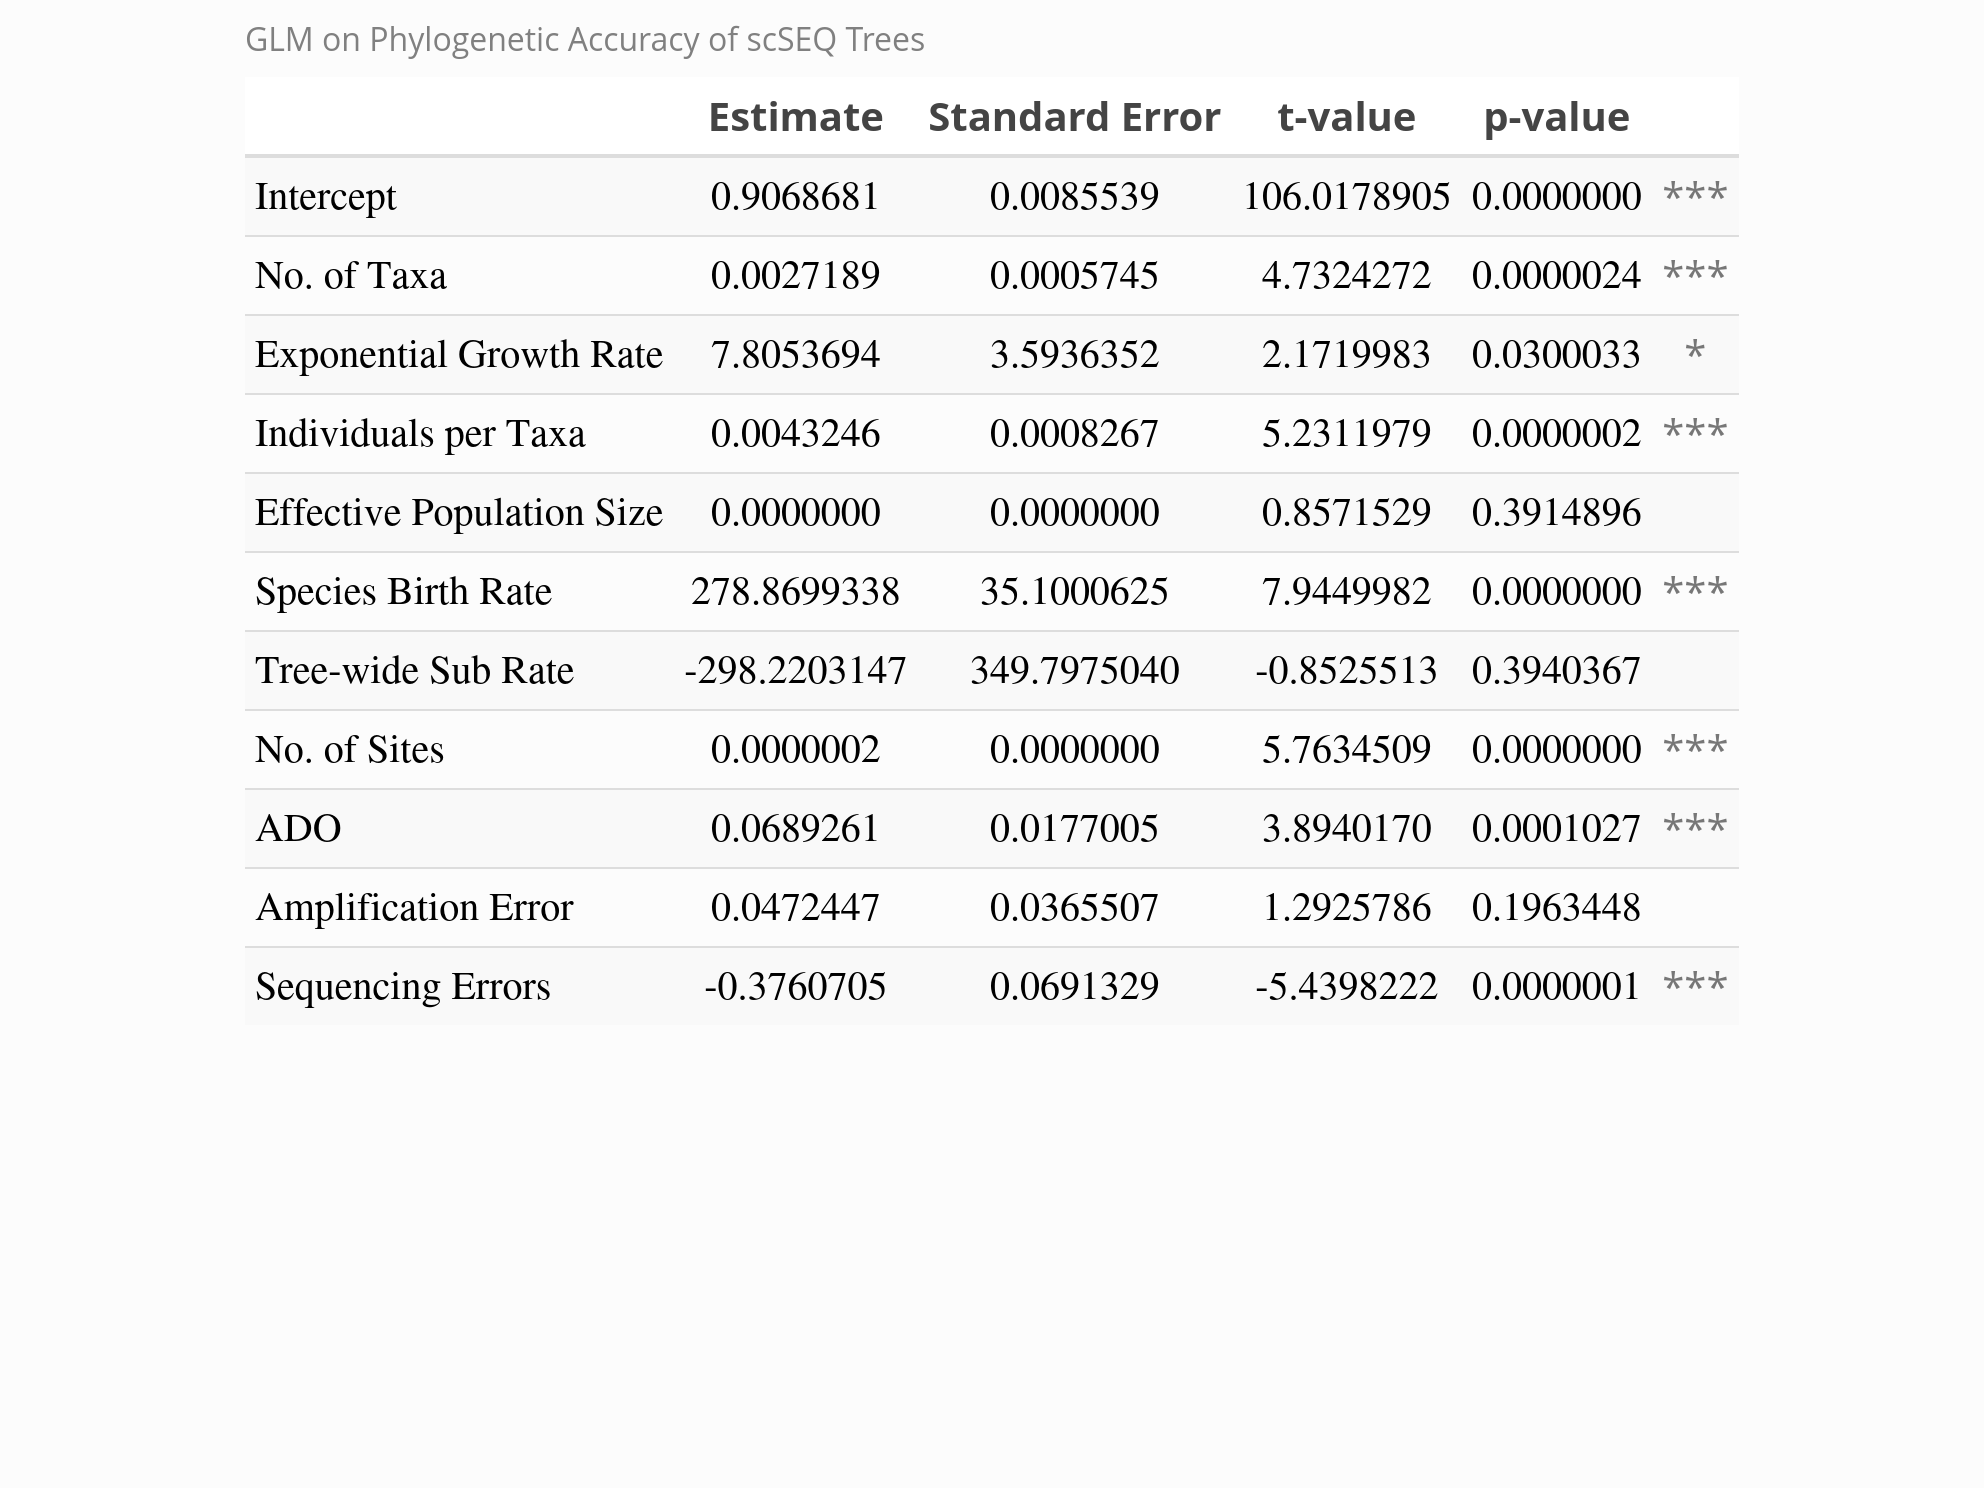 GLM on Phylogenetic Accuracy of scSEQ Trees
Estimate Standard Error t-value p-value
Intercept 0.9068681 0.0085539 106.0178905 0.0000000 ***
No. of Taxa 0.0027189 0.0005745 4.7324272 0.0000024 ***
Exponential Growth Rate 7.8053694 3.5936352 2.1719983 0.0300033 *
Individuals per Taxa 0.0043246 0.0008267 5.2311979 0.0000002 ***
Effective Population Size 0.0000000 0.0000000 0.8571529 0.3914896
Species Birth Rate 278.8699338 35.1000625 7.9449982 0.0000000 ***
Tree-wide Sub Rate -298.2203147 349.7975040 -0.8525513 0.3940367
No. of Sites 0.0000002 0.0000000 5.7634509 0.0000000 ***
ADO 0.0689261 0.0177005 3.8940170 0.0001027 ***
Amplification Error 0.0472447 0.0365507 1.2925786 0.1963448
Sequencing Errors -0.3760705 0.0691329 -5.4398222 0.0000001 ***